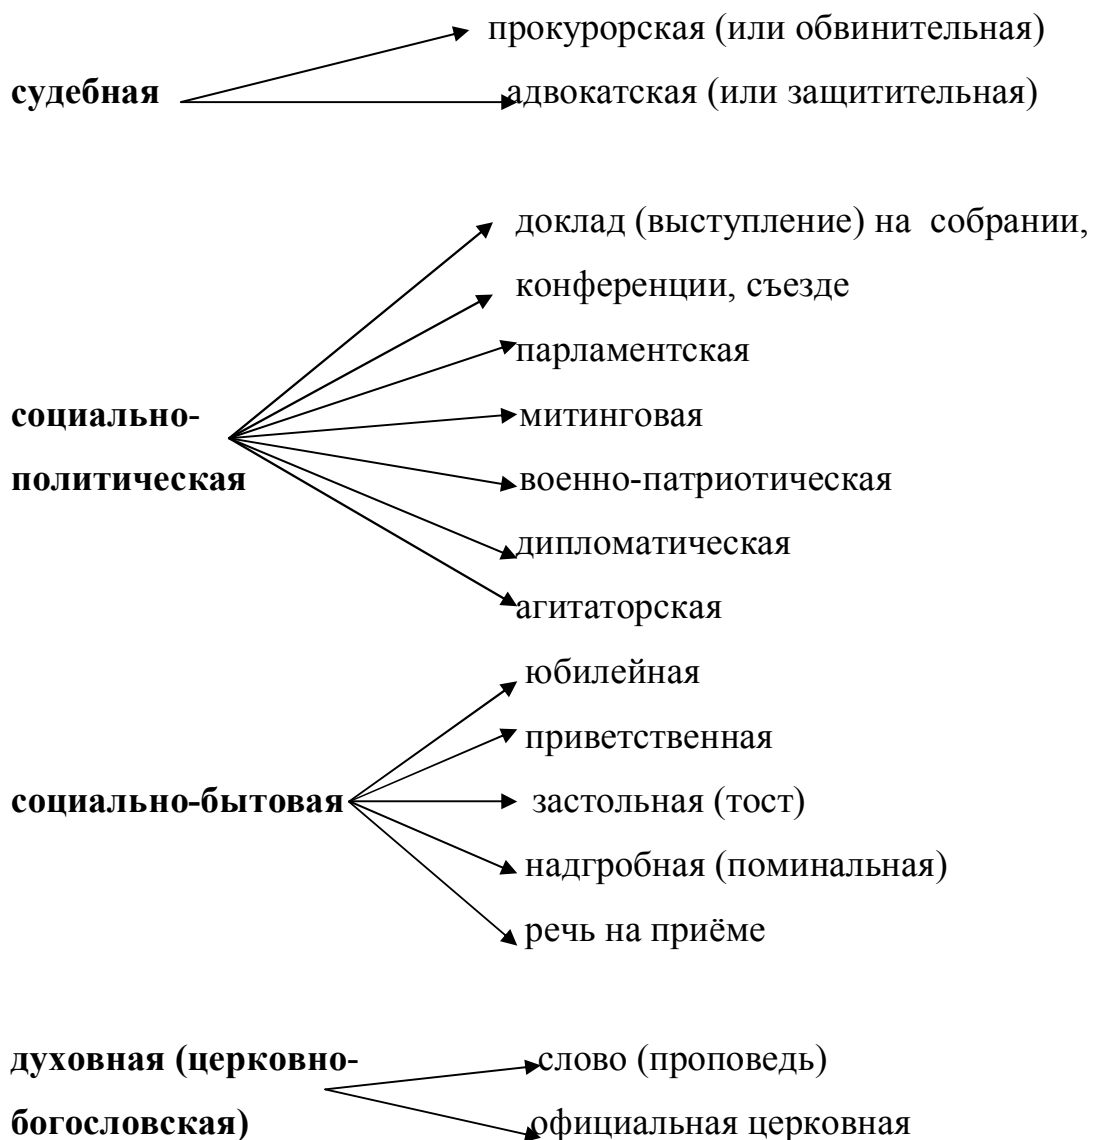 прокурорская (или обвинительная)
судебная адвокатская (или защитительная)
доклад (выступление) на собрании,
конференции, съезде
парламентская
социально- митинговая
политическая военно-патриотическая
дипломатическая
агитаторская
юбилейная
приветственная
социально-бытовая застольная (тост)
надгробная (поминальная)
речь на приёме
духовная (церковно- слово (проповедь)
богословская) официальная церковная